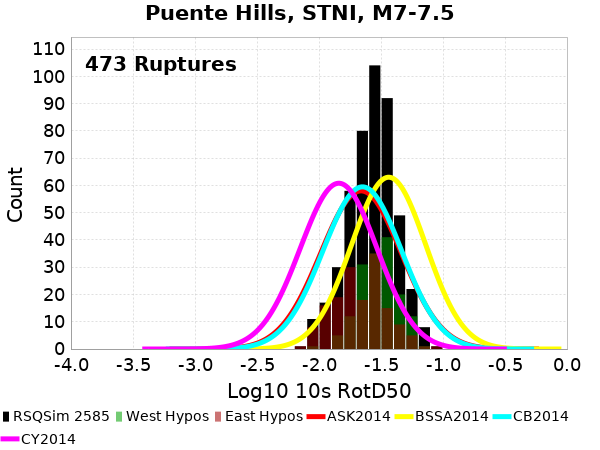 Puente Hills, STNI, M7-7.5
473 Ruptures
Count
110
100
90
80
70
60
50
40
30
20
10
0
-4.0 -3.5 -3.0 -2.5 -2.0 -1.5 -1.0 -0.5 0.0
Log10 10s RotD50
RSQSim 2585 West Hypos East Hypos ASK2014 BSSA2014 CB2014
CY2014